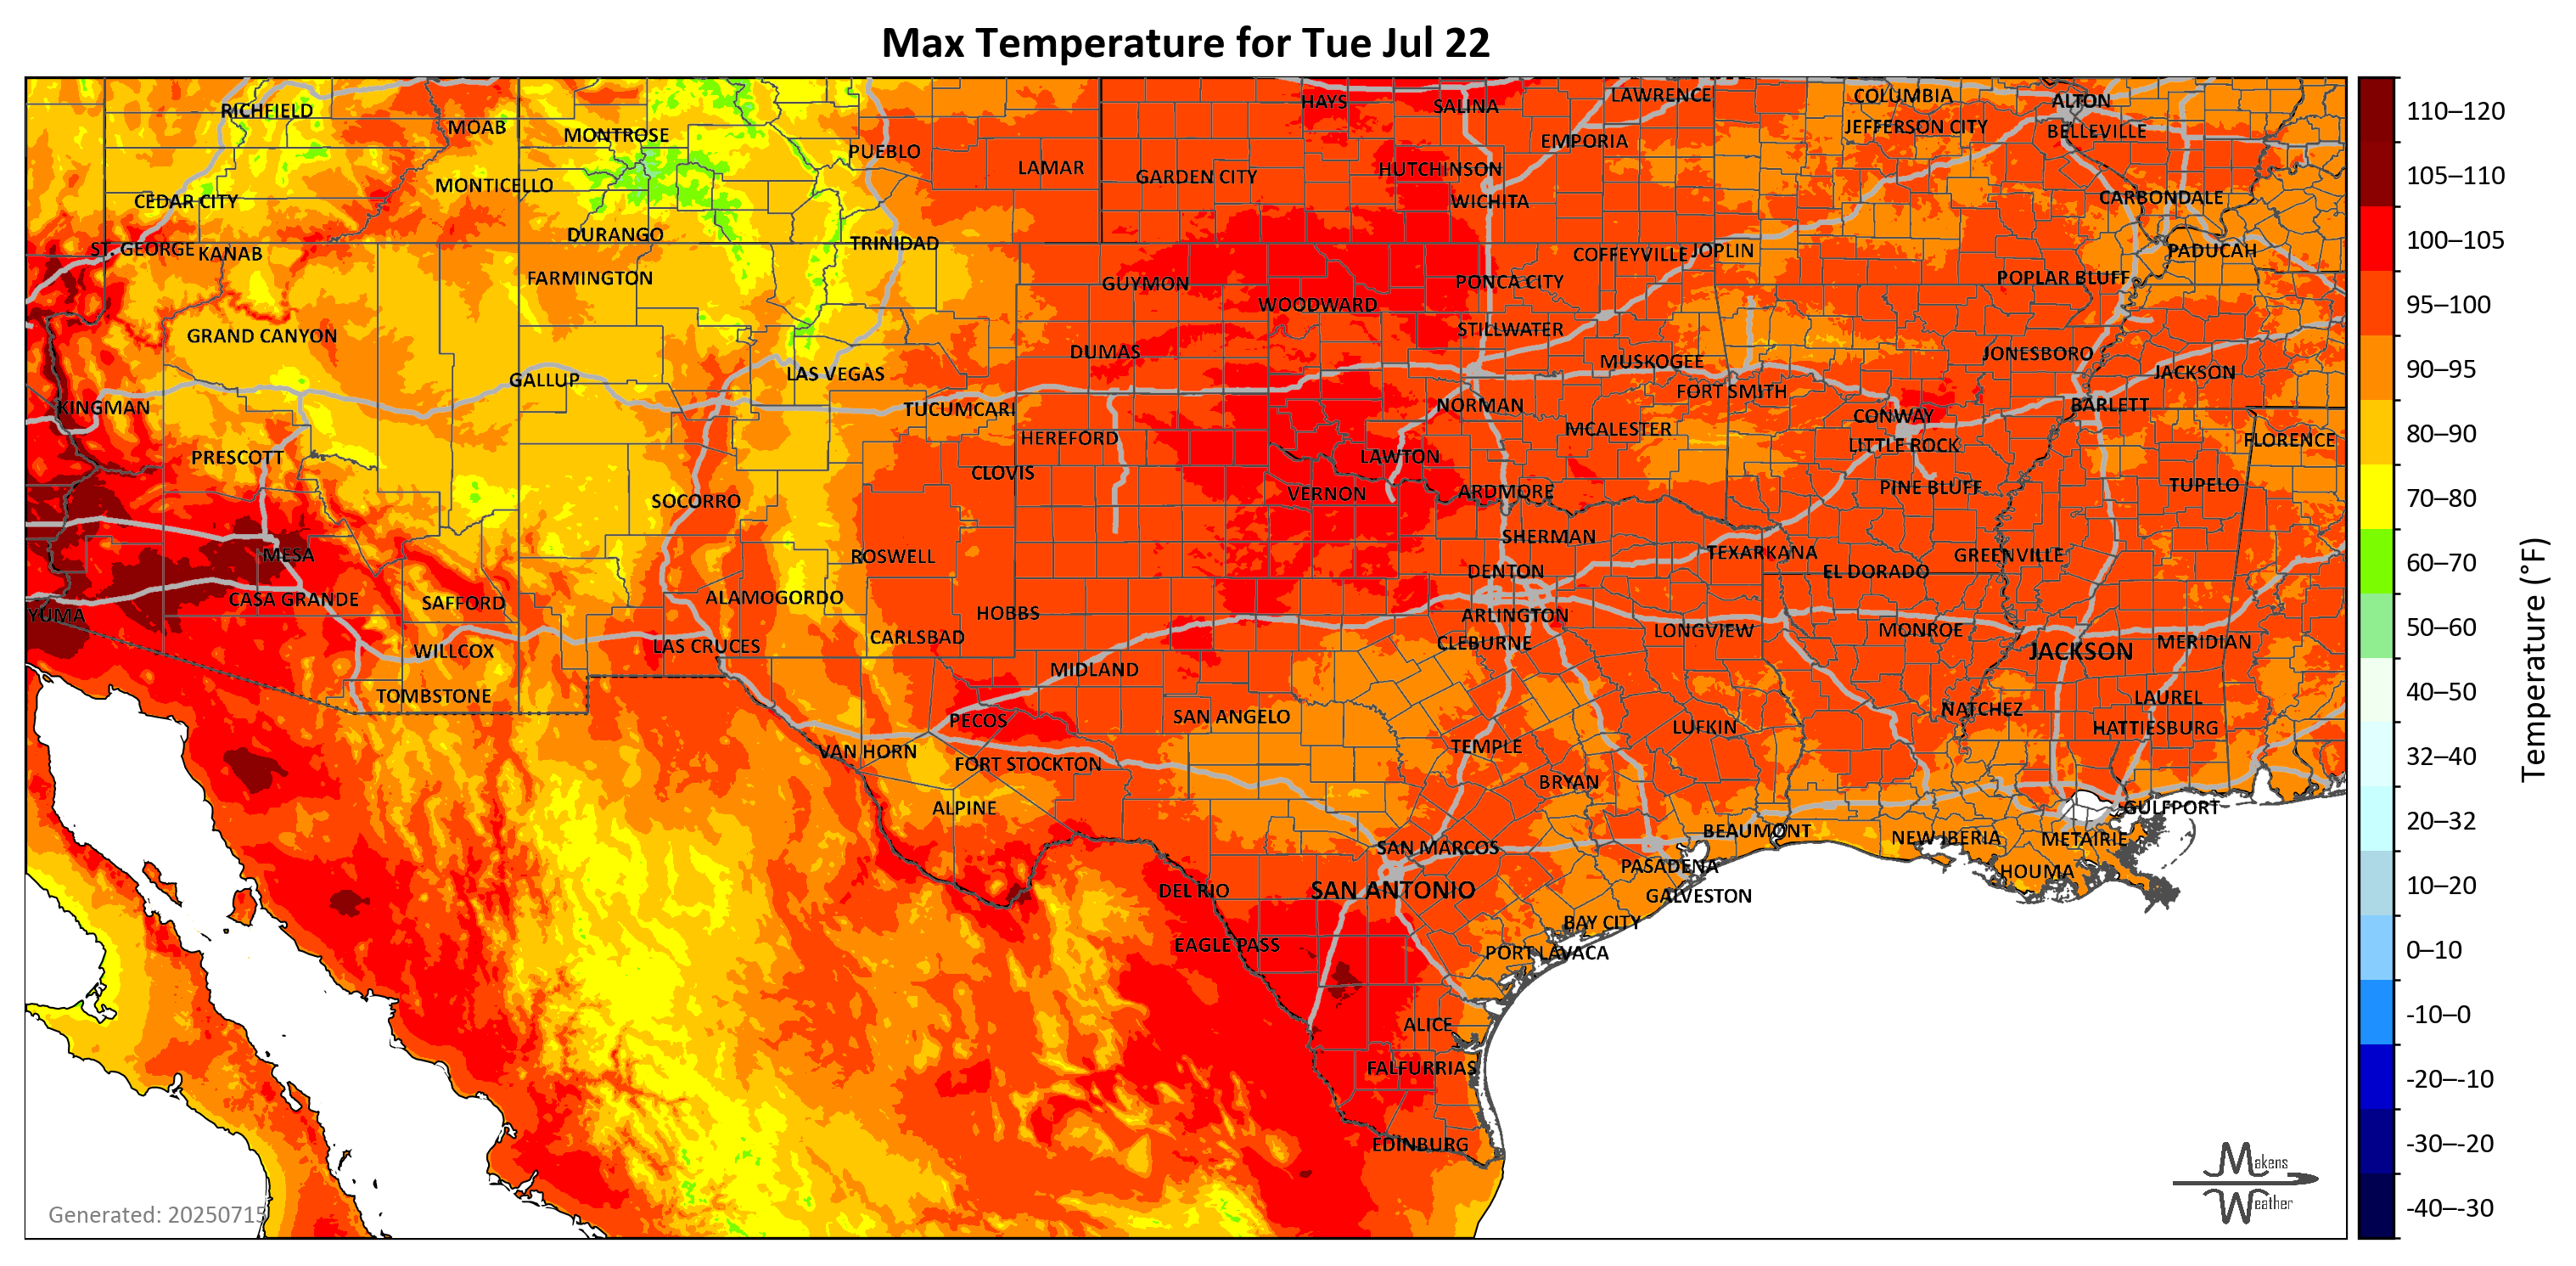 Max Temperature for Tue Jul 22
RICHFIELD
MOAB
MONTROSE
PUEBLO
LAMAR
HAYS
SALINA
LAWRENCE
COLUMBIA
ALTON
EMPORIA
JEFFERSON CITY
BELLEVILLE
MONTICELLO
GARDEN CITY
HUTCHINSON
CEDAR CITY
WICHITA
CARBONDALE
DURANGO
TRINIDAD
ST. GEORGE
KANAB
COFFEYVILLE
JOPLIN
PADUCAH
FARMINGTON
GUYMON
PONCA CITY
POPLAR BLUFF
WOODWARD
GRAND CANYON
STILLWATER
DUMAS
MUSKOGEE
JONESBORO
GALLUP
LAS VEGAS
FORT SMITH
JACKSON
KINGMAN
TUCUMCARI
NORMAN
CONWAY
BARLETT
HEREFORD
MCALESTER
LITTLE ROCK
FLORENCE
PRESCOTT
CLOVIS
LAWTON
SOCORRO
VERNON
ARDMORE
PINE BLUFF
TUPELO
MESA
ROSWELL
SHERMAN
TEXARKANA
GREENVILLE
DENTON
EL DORADO
CASA GRANDE
SAFFORD
ALAMOGORDO
HOBBS
YUMA
ARLINGTON
WILLCOX
LAS CRUCES
CARLSBAD
CLEBURNE
LONGVIEW
MONROE
JACKSON
MERIDIAN
MIDLAND
TOMBSTONE
PECOS
SAN ANGELO
NATCHEZ
LAUREL
LUFKIN
HATTIESBURG
VAN HORN
FORT STOCKTON
TEMPLE
BRYAN
ALPINE
GULFPORT
BEAUMONT
NEW IBERIA
METAIRIE
SAN MARCOS
PASADENA
HOUMA
DEL RIO
SAN ANTONIO
GALVESTON
BAY CITY
EAGLE PASS
PORT LAVACA
ALICE
FALFURRIAS
EDINBURG
110–120
105–110
100–105
95–100
90–95
80–90
70–80
60–70
50–60
40–50
32–40
20–32
10–20
0–10
-10–0
-20–-10
-30–-20
-40–-30
Temperature (°F)
Generated: 20250715
Makens
Weather